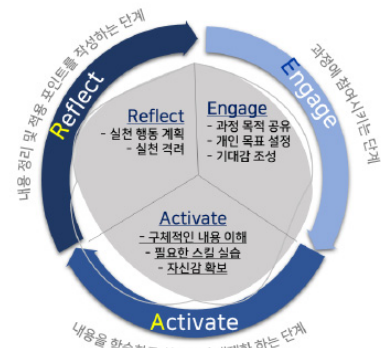 내용 정리 및 적용 포인트를 작성하는 단계
Reflect
과정에 참여시키는 단계
Engage
Reflect
- 실천 행동 계획
- 실천 격려
Engage
- 과정 목적 공유
- 개인 목표 설정
- 기대감 조성
Activate
- 구체적인 내용 이해
- 필요한 스킬 실습
- 자신감 확보
Activate
내용을 하는 단계